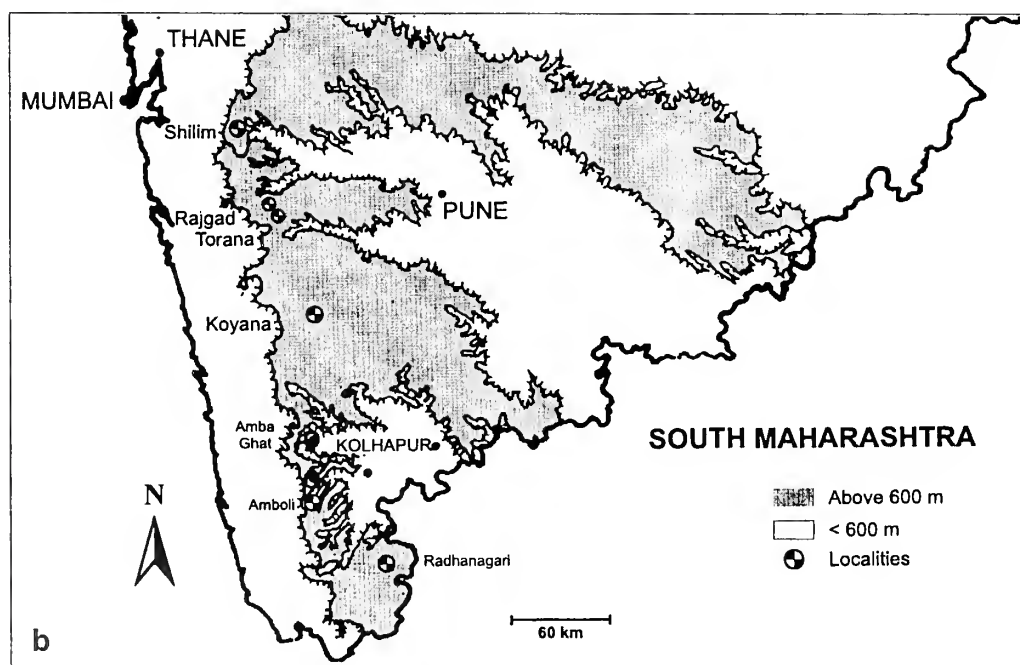 THANE
MUMBAI
Shilim
PUNE
Rajgad
Torana
Koyana
Amba
Ghat
KOLHAPUR
SOUTH MAHARASHTRA
N
Above 600 m
Amboli
< 600 m
Radhanagari
Localities
60 km
b